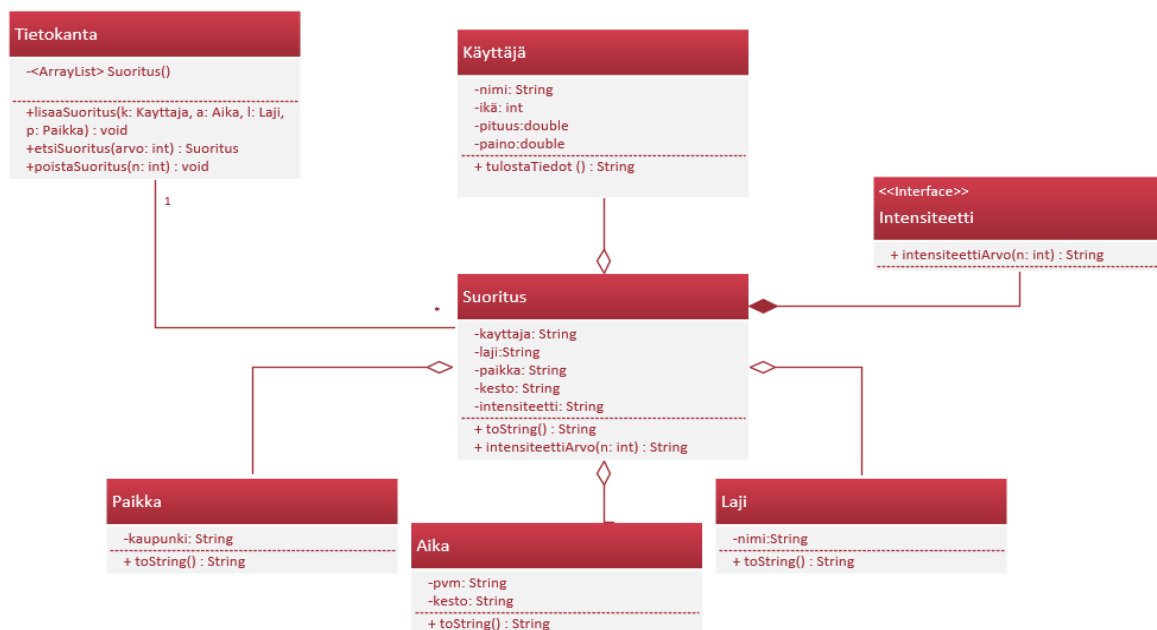 Tietokanta
-<ArrayList> Suoritus()
+lisaaSuoritus(k: Kayttaja, a: Aika, l: Laji,
p: Paikka) : void
+etsiSuoritus(arvo: int) : Suoritus
+poistaSuoritus(n: int) : void
1
*
Käyttäjä
-nimi: String
-ikä: int
-pituus:double
-paino:double
+ tulostaTiedot () : String
<<Interface>>
Intensiteetti
+ intensiteettiArvo(n: int) : String
Suoritus
-kayttaja: String
-laji:String
-paikka: String
-kesto: String
-intensiteetti: String
+ toString() : String
+ intensiteettiArvo(n: int) : String
Paikka
-kaupunki: String
+ toString() : String
Aika
-pvm: String
-kesto: String
+ toString() : String
Laji
-nimi:String
+ toString() : String